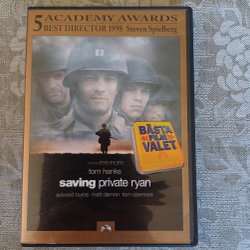 5 ACADEMY AWARDS
BEST DIRECTOR 1998 - Steven Spielberg
BÄSTA
FILM
VALET
tom hanks
saving private ryan
edward burns matt damon tom sizemore